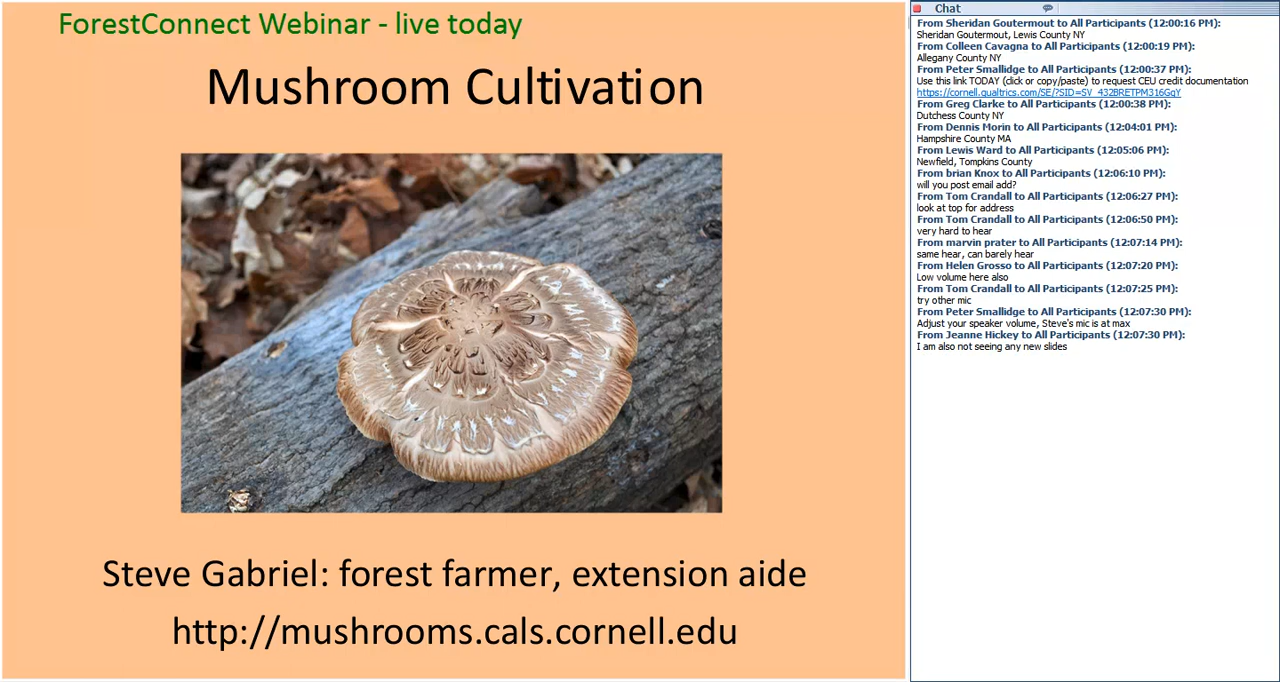 ForestConnect Webinar - live today
Mushroom Cultivation
Steve Gabriel: forest farmer, extension aide
http://mushrooms.cals.cornell.edu
Chat
From Sheridan Goutermout to All Participants (12:00:16 PM):
Sheridan Goutermout, Lewis County NY
From Colleen Cavagna to All Participants (12:00:19 PM):
Allegany County NY
From Peter Smallidge to All Participants (12:00:37 PM):
Use this link TODAY (click or copy/paste) to request CEU credit documentation
https://cornell.qualtrics.com/SE/?SID=SV_432BRETPM316GqY
From Greg Clarke to All Participants (12:00:38 PM):
Dutchess County NY
From Dennis Morin to All Participants (12:04:01 PM):
Hampshire County MA
From Lewis Ward to All Participants (12:05:06 PM):
Newfield, Tompkins County
From brian Knox to All Participants (12:06:10 PM):
will you post email add?
From Tom Crandall to All Participants (12:06:27 PM):
look at top for address
From Tom Crandall to All Participants (12:06:50 PM):
very hard to hear
From marvin prater to All Participants (12:07:14 PM):
same hear, can barely hear
From Helen Grosso to All Participants (12:07:20 PM):
Low volume here also
From Tom Crandall to All Participants (12:07:25 PM):
try other mic
From Peter Smallidge to All Participants (12:07:30 PM):
Adjust your speaker volume, Steve's mic is at max
From Jeanne Hickey to All Participants (12:07:30 PM):
I am also not seeing any new slides